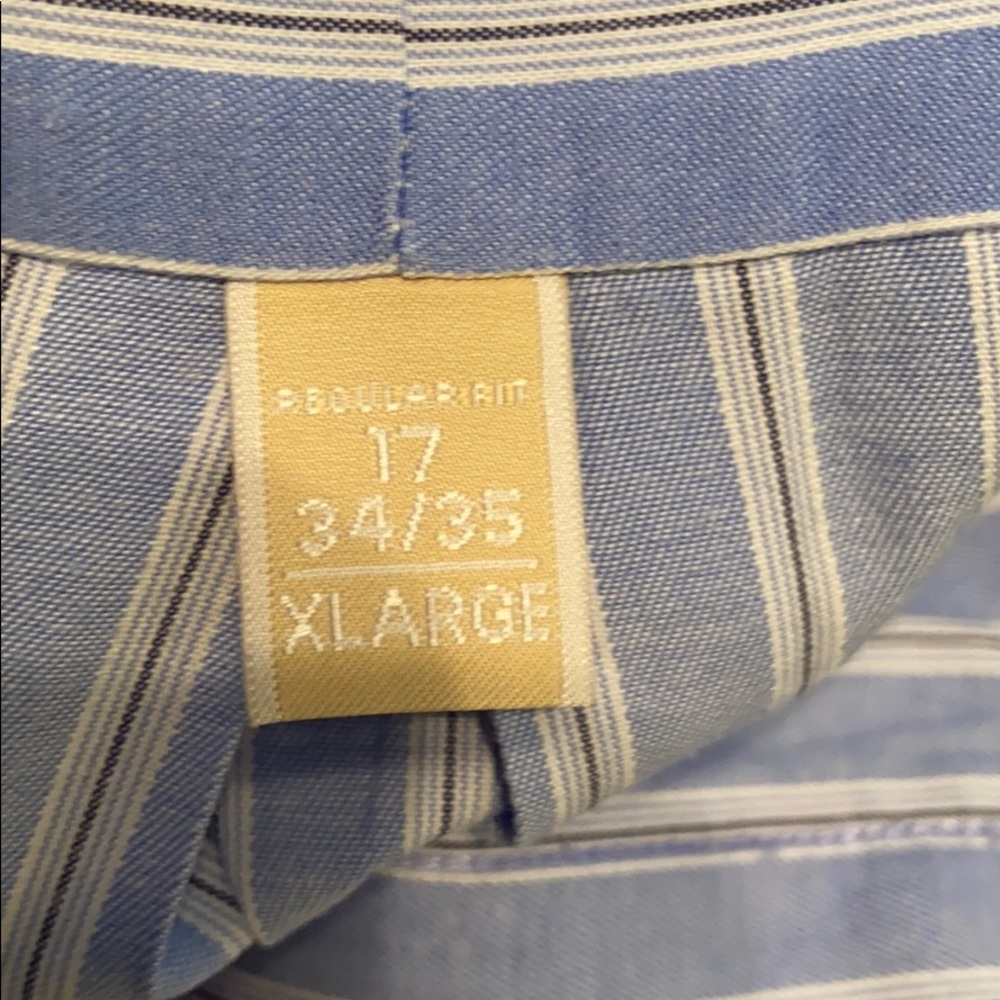 REGULAR FIT
17
34/35
XLARGE